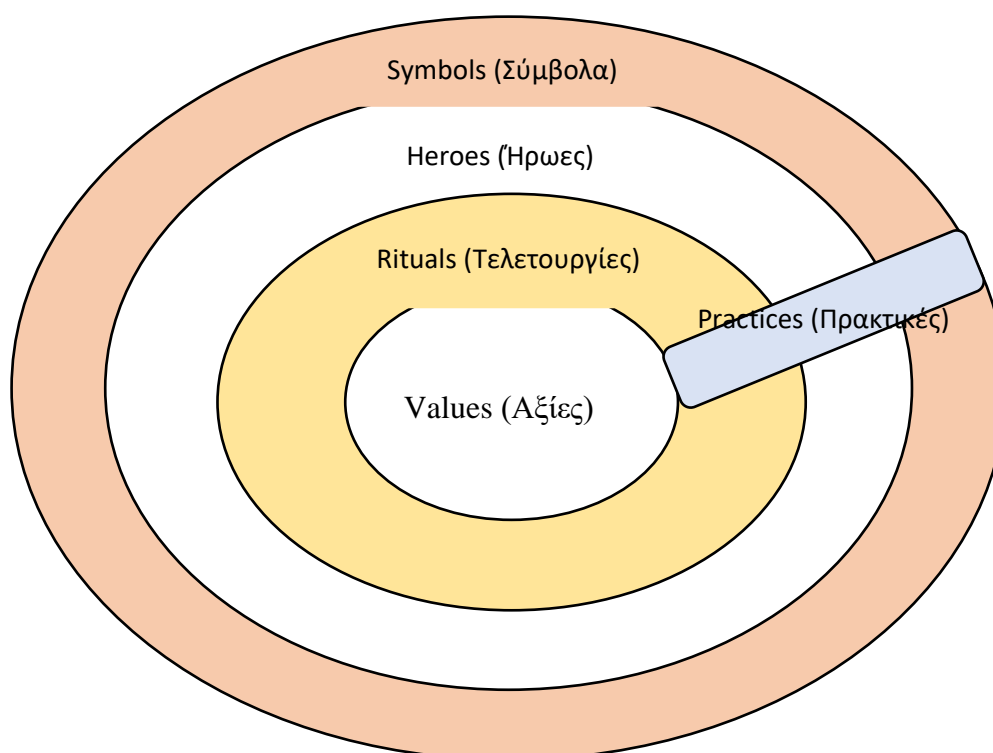 Symbols (Σύμβολα)
Heroes (Ήρωες)
Rituals (Τελετουργίες)
Practices (Πρακτικές)
Values (Αξίες)